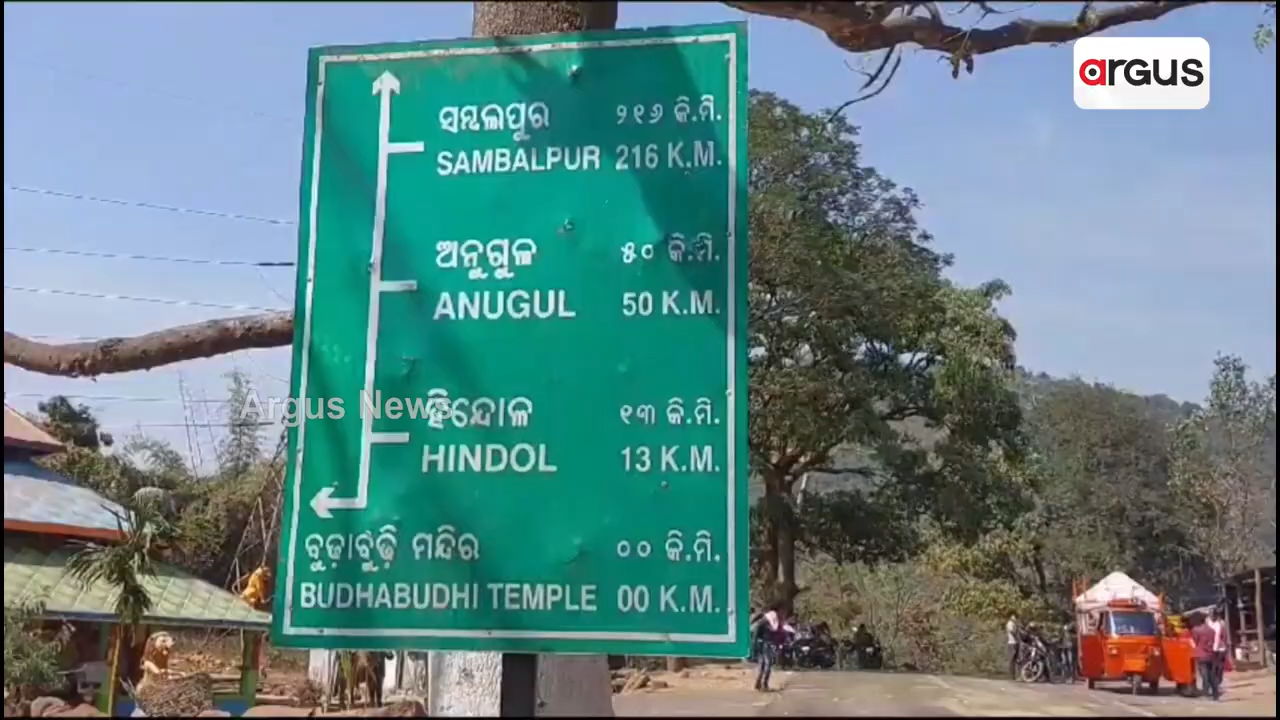 argus
ସମ୍ବଲପୁର ୨୧୬ କି.ମି.
SAMBALPUR 216 K.M.
ଅନୁଗୁଳ ୫୦ କି.ମି.
ANUGUL 50 K.M.
Argus News
ହିନ୍ଦୋଳ ୧୩ କି.ମି.
HINDOL 13 K.M.
ବୁଢ଼ାବୁଢ଼ି ମନ୍ଦିର ୦୦ କି.ମି.
BUDHABUDHI TEMPLE 00 K.M.